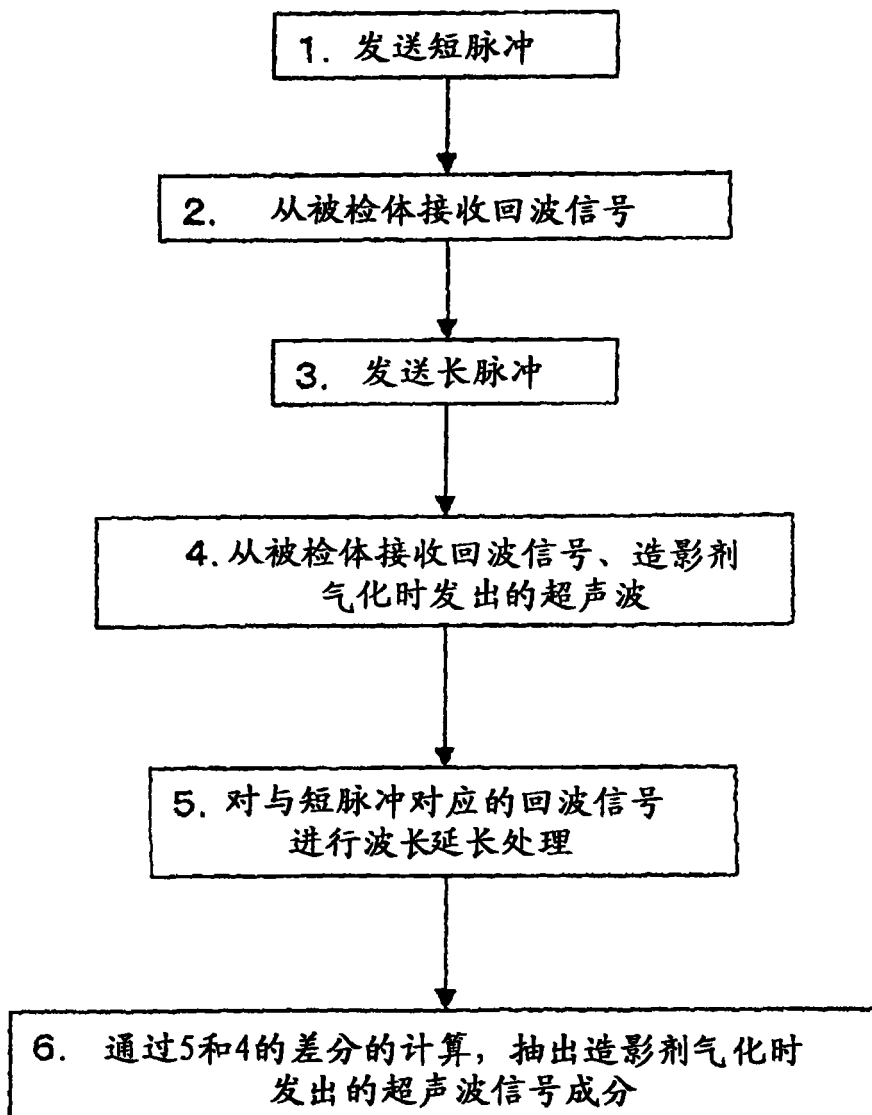 1. 发送短脉冲
2. 从被检体接收回波信号
3. 发送长脉冲
4.从被检体接收回波信号、造影剂
气化时发出的超声波
5. 对与短脉冲对应的回波信号
进行波长延长处理
6. 通过5和4的差分的计算，抽出造影剂气化时
发出的超声波信号成分